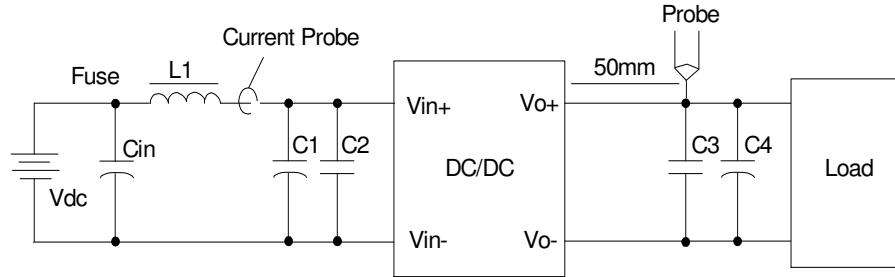 Probe
Current Probe
50mm
Fuse
L1
Vin+
Vo+
Cin
C1
C2
C3
C4
DC/DC
Load
Vdc
Vin-
Vo-